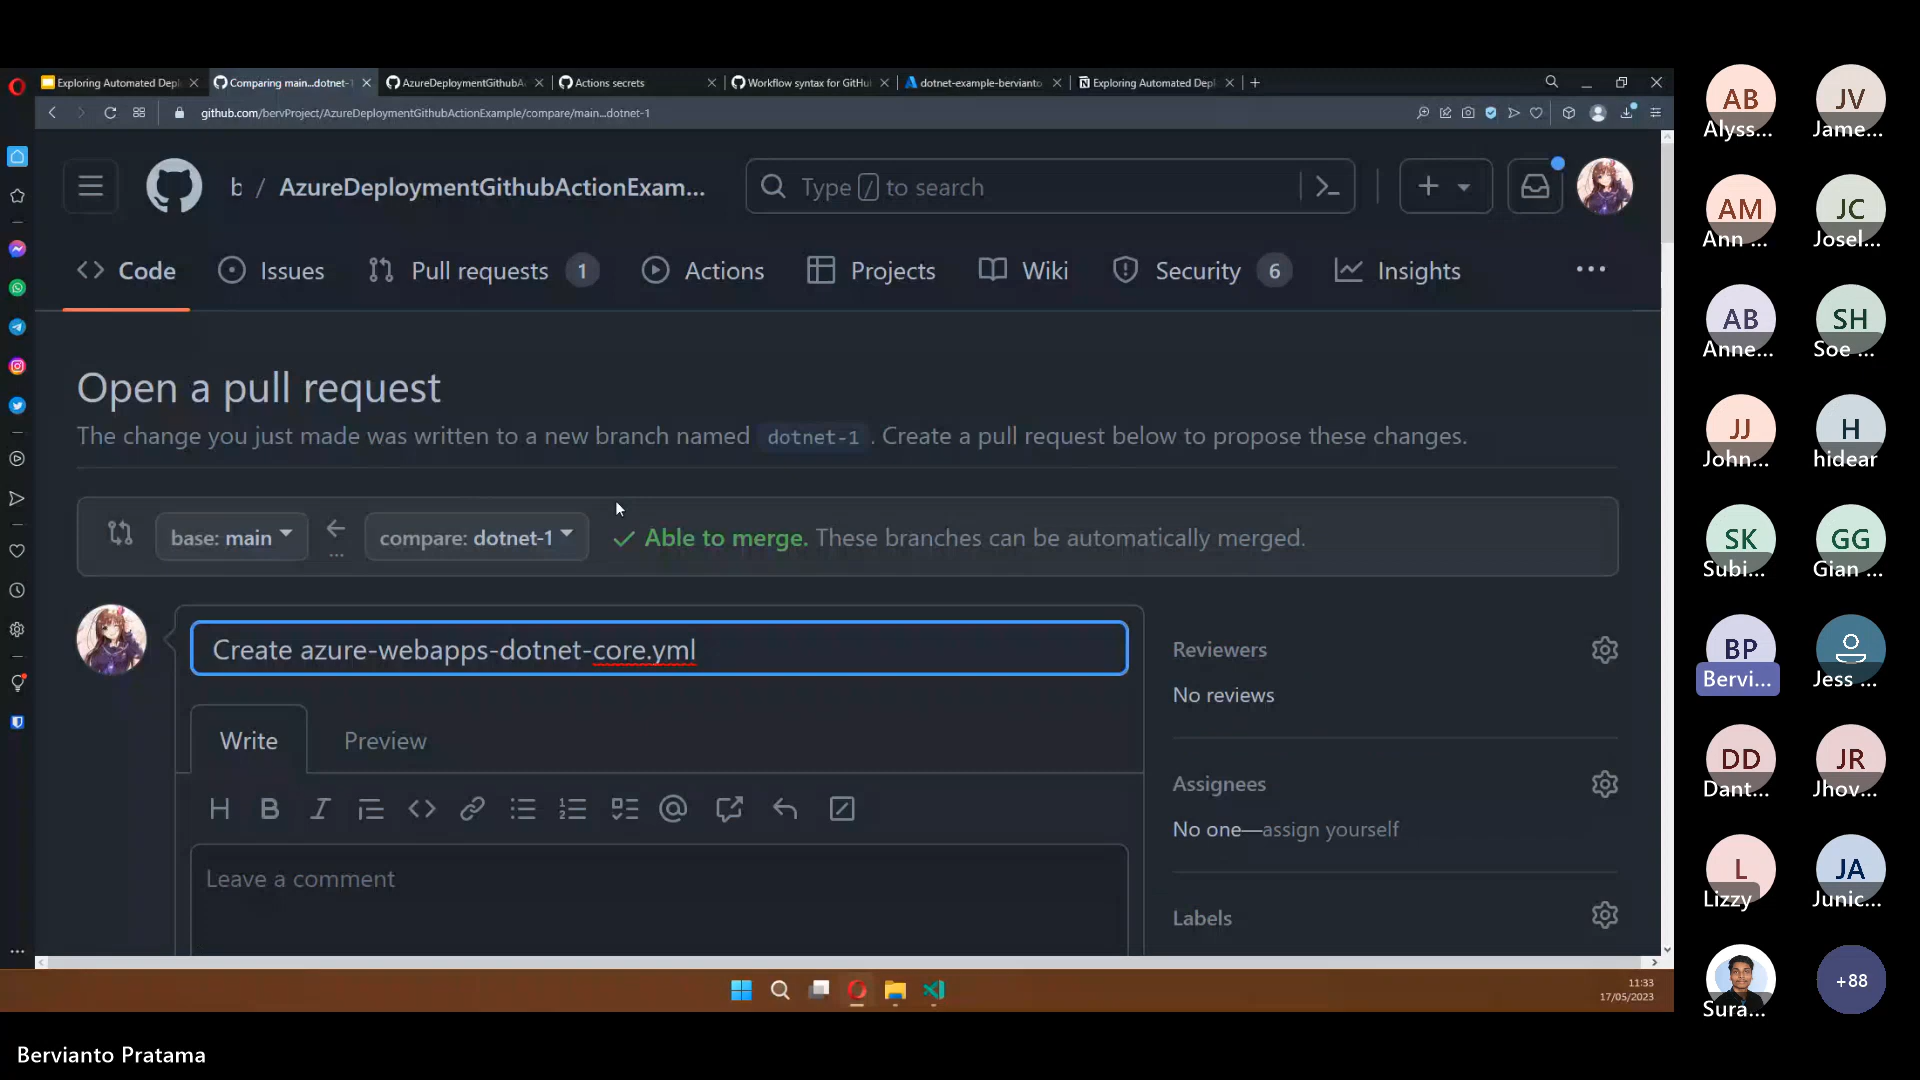 Exploring Automated Depl
Comparing main...dotnet-1
AzureDeploymentGithubA
Actions secrets
Workflow syntax for GitHu
dotnet-example-bervianto
Exploring Automated Depl
github.com/bervProject/AzureDeploymentGithubActionExample/compare/main...dotnet-1
b / AzureDeploymentGithubActionExam...
Type / to search
Code
Issues
Pull requests 1
Actions
Projects
Wiki
Security 6
Insights
Open a pull request
The change you just made was written to a new branch named dotnet-1 . Create a pull request below to propose these changes.
base: main
compare: dotnet-1
Able to merge. These branches can be automatically merged.
Create azure-webapps-dotnet-core.yml
Write
Preview
Leave a comment
Reviewers
No reviews
Assignees
No one—assign yourself
Labels
11:33
17/05/2023
AB
Alyss...
JV
Jame...
AM
Ann ...
JC
Josel...
AB
Anne...
SH
Soe ...
JJ
John...
H
hidear
SK
Subi...
GG
Gian ...
BP
Bervi...
Jess ...
DD
Dant...
JR
Jhov...
L
Lizzy
JA
Junic...
Sura...
+88
Bervianto Pratama